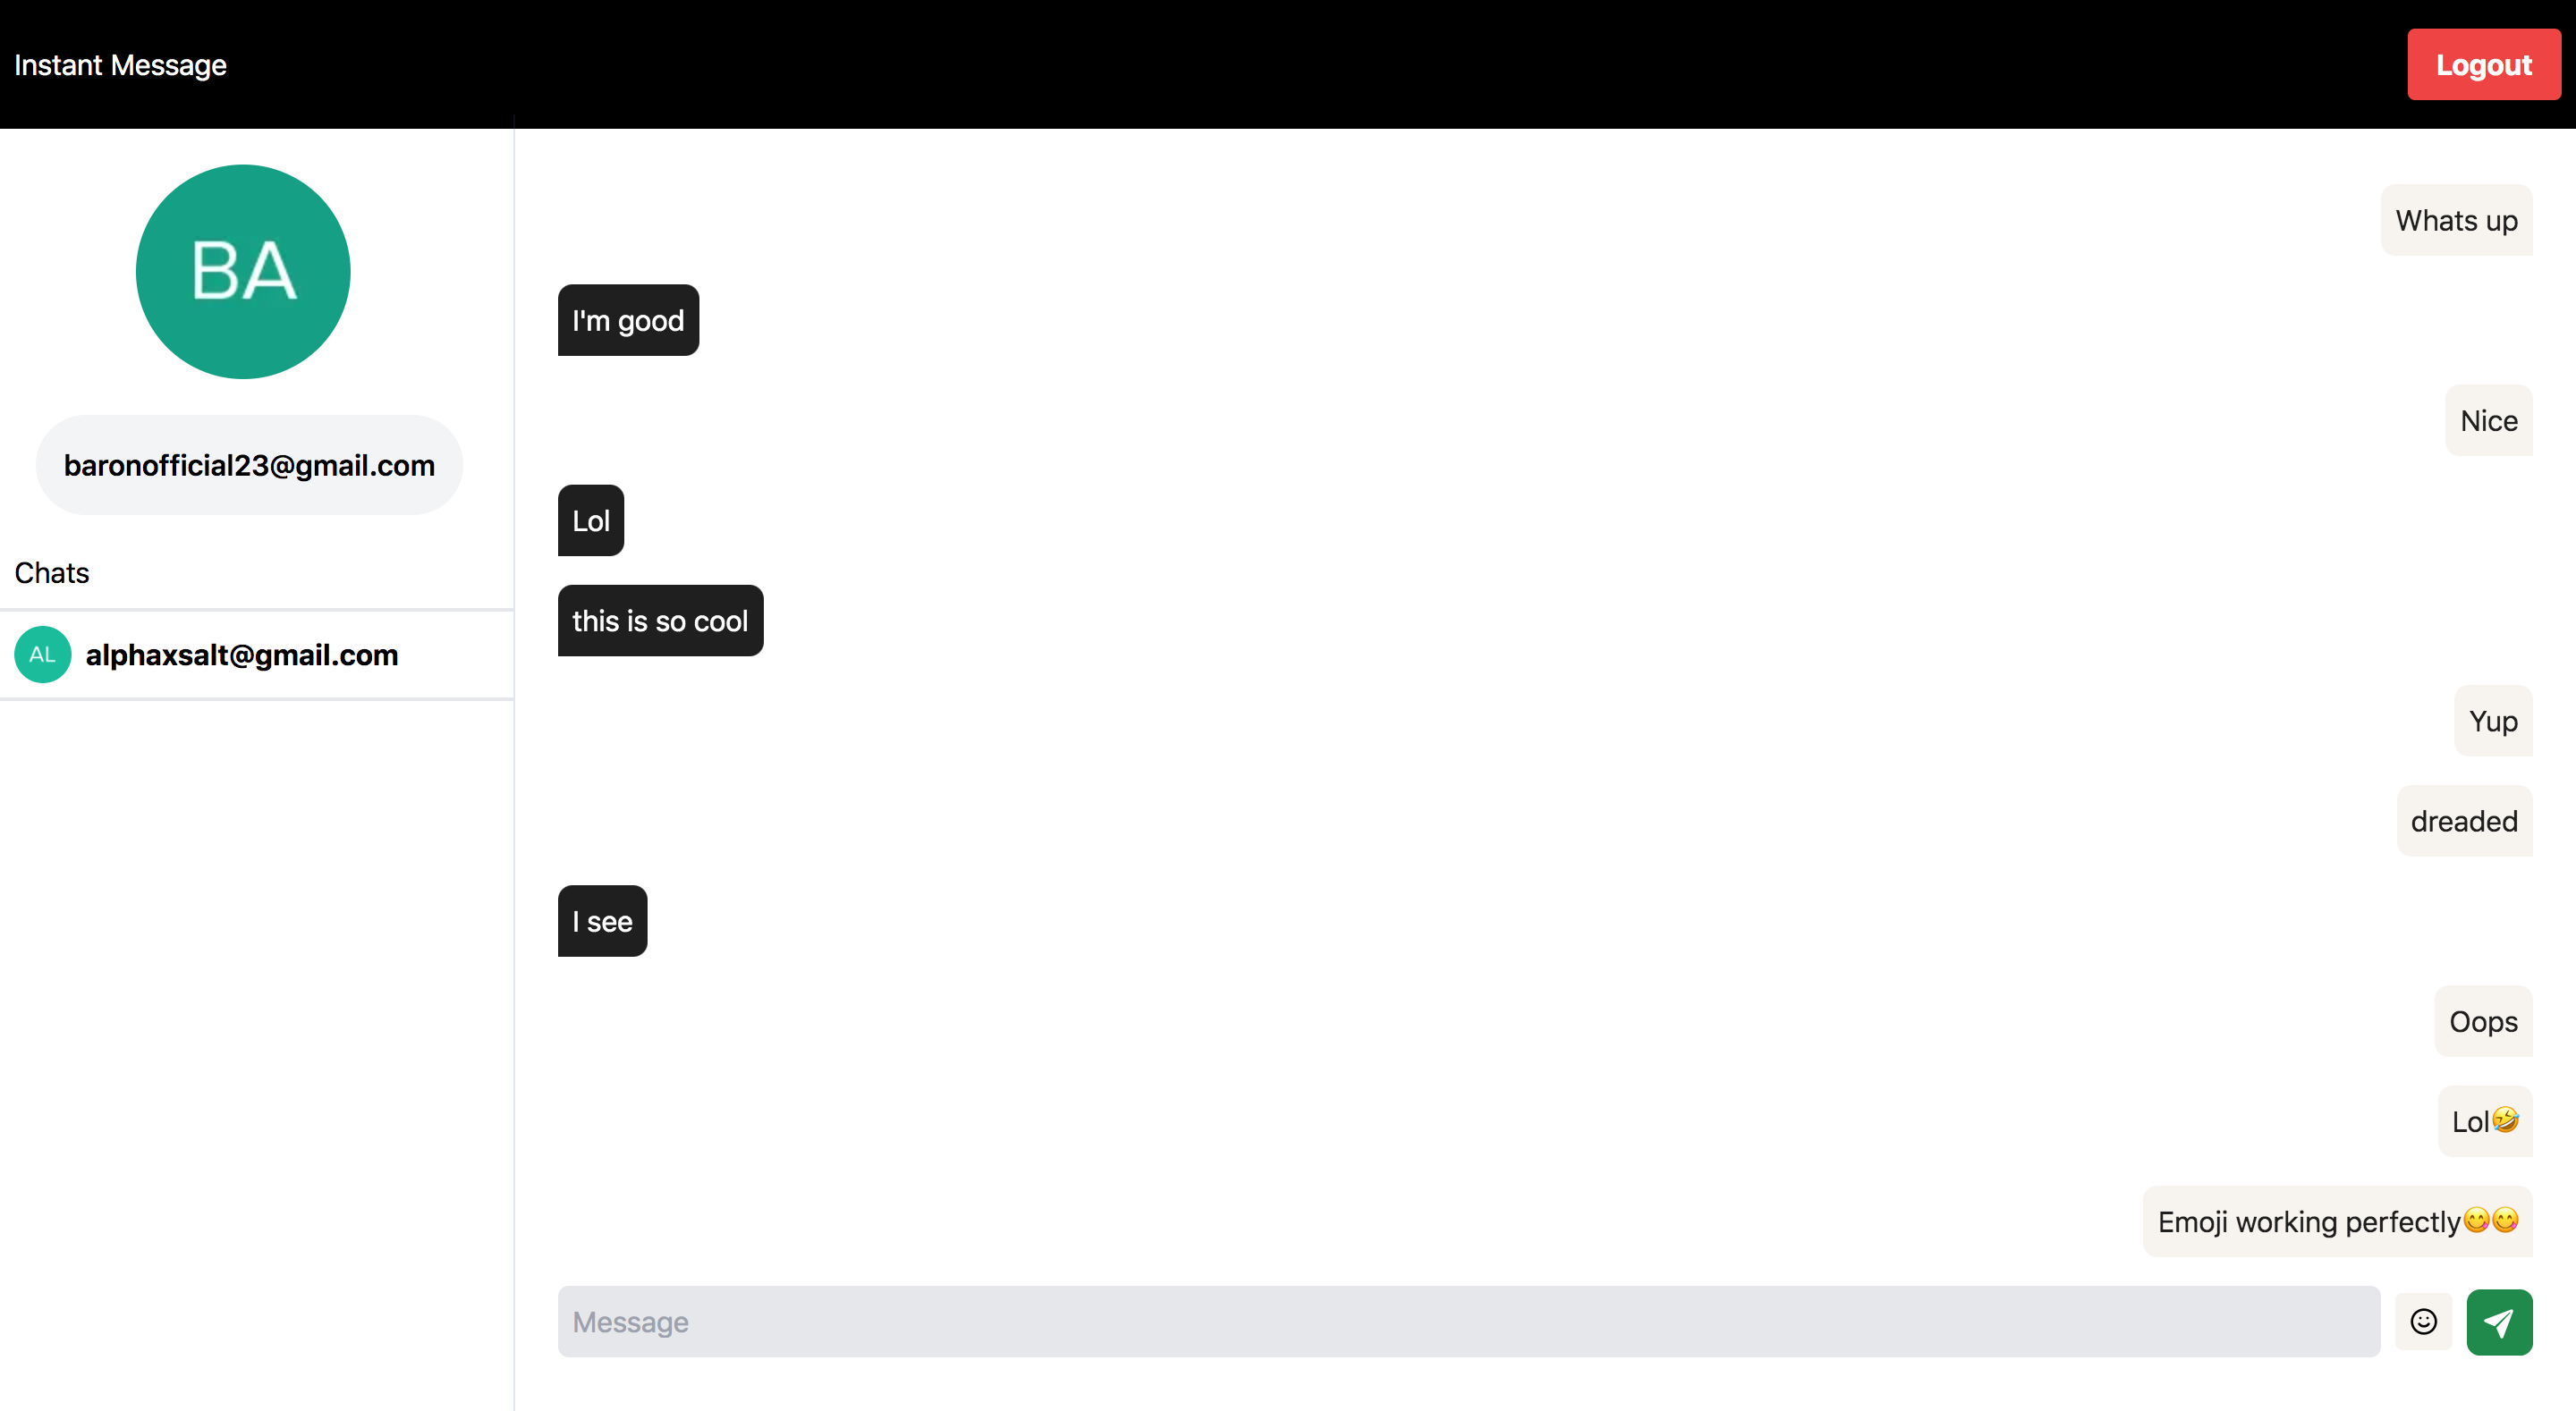 Instant Message
Logout
BA
baronofficial23@gmail.com
Chats
AL alphaxsalt@gmail.com
Whats up
I'm good
Nice
Lol
this is so cool
Yup
dreaded
I see
Oops
Lol🤣
Emoji working perfectly😋😋
Message